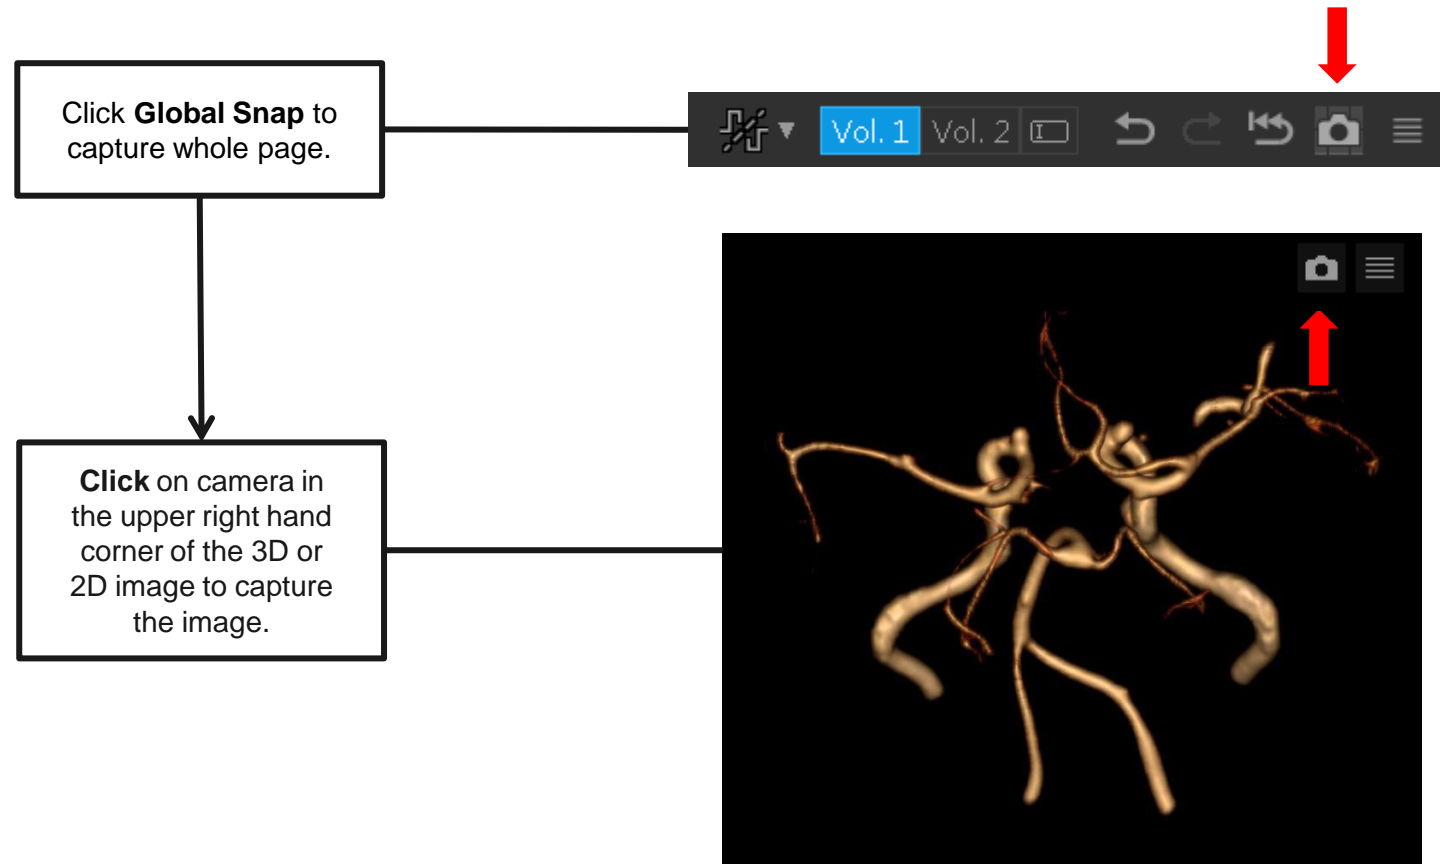 Click Global Snap to
capture whole page.
Vol. 1 Vol. 2
Click on camera in
the upper right hand
corner of the 3D or
2D image to capture
the image.